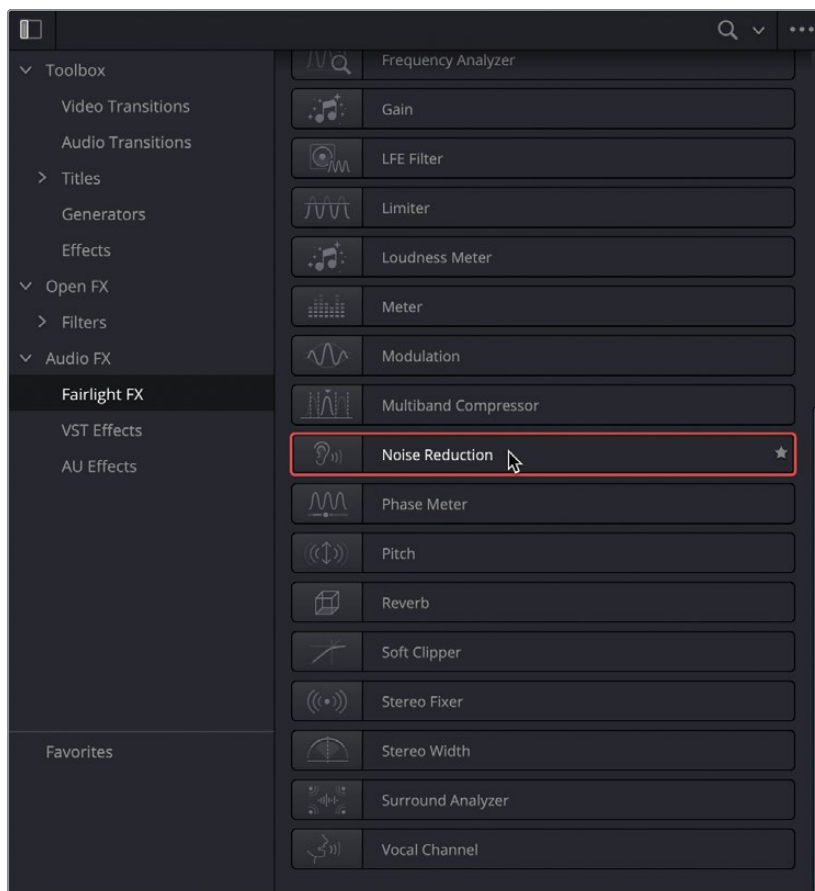 Toolbox
Video Transitions
Audio Transitions
Titles
Generators
Effects
Open FX
Filters
Audio FX
Fairlight FX
VST Effects
AU Effects
Favorites
Frequency Analyzer
Gain
LFE Filter
Limiter
Loudness Meter
Meter
Modulation
Multiband Compressor
Noise Reduction
Phase Meter
Pitch
Reverb
Soft Clipper
Stereo Fixer
Stereo Width
Surround Analyzer
Vocal Channel